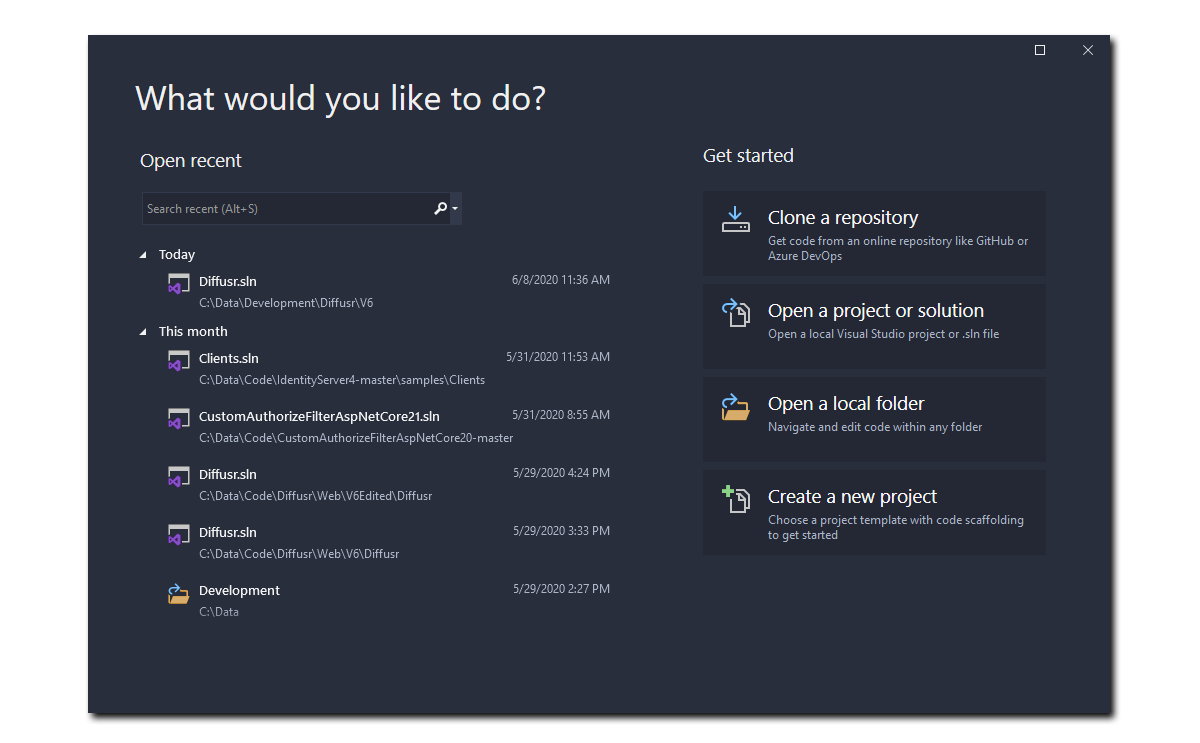 What would you like to do?
Open recent
Search recent (Alt+S)
Today
Diffusr.sln 6/8/2020 11:36 AM
C:\Data\Development\Diffusr\V6
This month
Clients.sln 5/31/2020 11:53 AM
C:\Data\Code\IdentityServer4-master\samples\Clients
CustomAuthorizeFilterAspNetCore21.sln 5/31/2020 8:55 AM
C:\Data\Code\CustomAuthorizeFilterAspNetCore20-master
Diffusr.sln 5/29/2020 4:24 PM
C:\Data\Code\Diffusr\Web\V6Edited\Diffusr
Diffusr.sln 5/29/2020 3:33 PM
C:\Data\Code\Diffusr\Web\V6\Diffusr
Development 5/29/2020 2:27 PM
C:\Data
Get started
Clone a repository
Get code from an online repository like GitHub or
Azure DevOps
Open a project or solution
Open a local Visual Studio project or .sln file
Open a local folder
Navigate and edit code within any folder
Create a new project
Choose a project template with code scaffolding
to get started